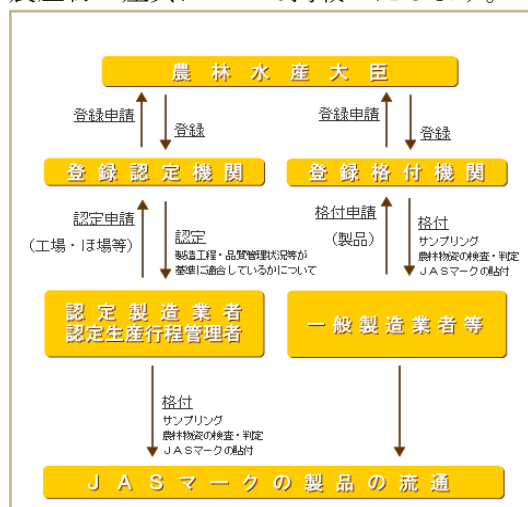 農林水産大臣
登録申請
登録
登録申請
登録
登録認定機関
登録格付機関
認定申請
(工場・ほ場等)
認定
製造工程・品質管理状況等が
基準に適合しているかについて
格付申請
(製品)
格付
サンプリング
農林物資の検査・判定
JASマークの貼付
認定製造業者
認定生産行程管理者
一般製造業者等
格付
サンプリング
農林物資の検査・判定
JASマークの貼付
JASマークの製品の流通